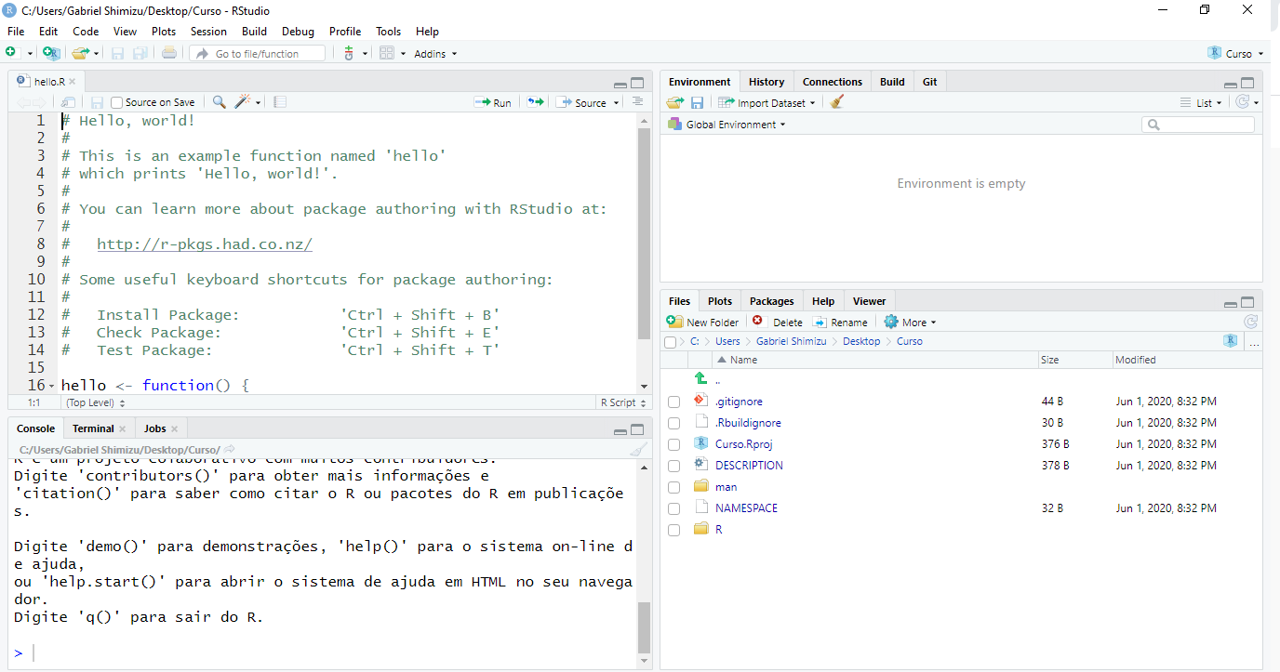 C:/Users/Gabriel Shimizu/Desktop/Curso - RStudio
File Edit Code View Plots Session Build Debug Profile Tools Help
Go to file/function Addins Curso
hello.R
Source on Save Run Source
1 # Hello, world!
2 #
3 # This is an example function named 'hello'
4 # which prints 'Hello, world!'.
5 #
6 # You can learn more about package authoring with RStudio at:
7 #
8 #   http://r-pkgs.had.co.nz/
9 #
10 # Some useful keyboard shortcuts for package authoring:
11 #
12 #   Install Package:           'Ctrl + Shift + B'
13 #   Check Package:             'Ctrl + Shift + E'
14 #   Test Package:              'Ctrl + Shift + T'
15
16 hello <- function() {
1:1 (Top Level) R Script
Console Terminal Jobs
C:/Users/Gabriel Shimizu/Desktop/Curso/
R é um projeto colaborativo com muitos contribuidores.
Digite 'contributors()' para obter mais informações e
'citation()' para saber como citar o R ou pacotes do R em publicaçõe
s.
Digite 'demo()' para demonstrações, 'help()' para o sistema on-line d
e ajuda,
ou 'help.start()' para abrir o sistema de ajuda em HTML no seu navega
dor.
Digite 'q()' para sair do R.
>
Environment History Connections Build Git
Import Dataset List
Global Environment
Environment is empty
Files Plots Packages Help Viewer
New Folder Delete Rename More
C: > Users > Gabriel Shimizu > Desktop > Curso ...
Name Size Modified
..
.gitignore 44 B Jun 1, 2020, 8:32 PM
.Rbuildignore 30 B Jun 1, 2020, 8:32 PM
Curso.Rproj 376 B Jun 1, 2020, 8:32 PM
DESCRIPTION 378 B Jun 1, 2020, 8:32 PM
man
NAMESPACE 32 B Jun 1, 2020, 8:32 PM
R